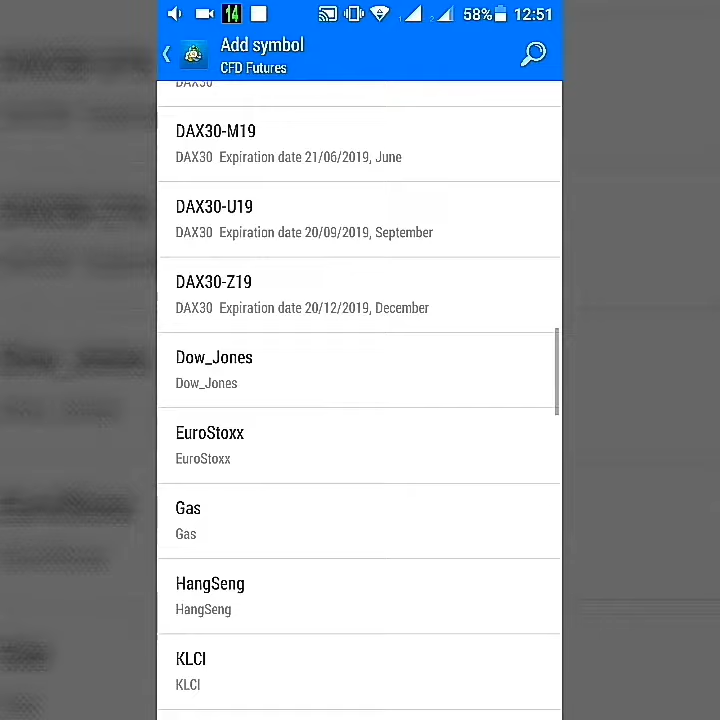 14
58%
12:51
Add symbol
CFD Futures
DAX30
DAX30-M19
DAX30 Expiration date 21/06/2019, June
DAX30-U19
DAX30 Expiration date 20/09/2019, September
DAX30-Z19
DAX30 Expiration date 20/12/2019, December
Dow_Jones
Dow_Jones
EuroStoxx
EuroStoxx
Gas
Gas
HangSeng
HangSeng
KLCI
KLCI